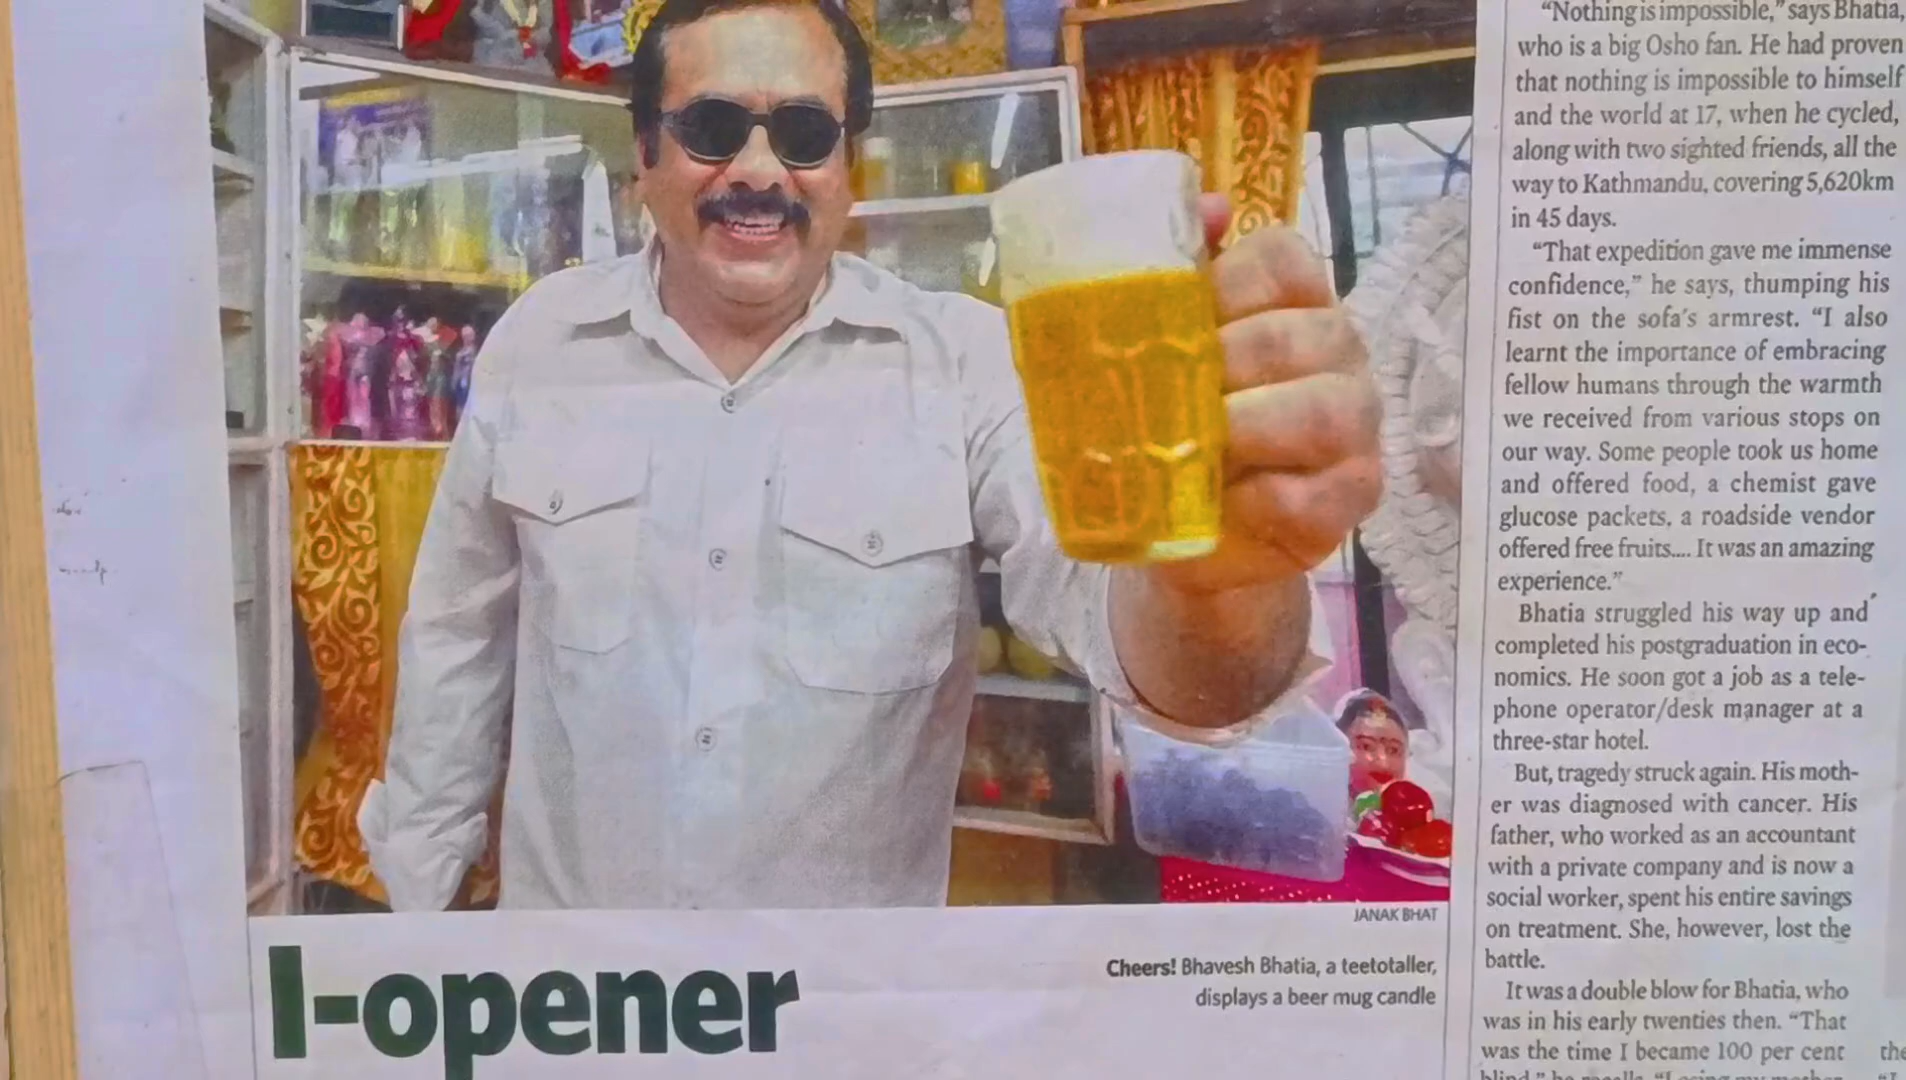 JANAK BHAT
Cheers! Bhavesh Bhatia, a teetotaller,
displays a beer mug candle
I-opener
"Nothing is impossible," says Bhatia,
who is a big Osho fan. He had proven
that nothing is impossible to himself
and the world at 17, when he cycled,
along with two sighted friends, all the
way to Kathmandu, covering 5,620km
in 45 days.
"That expedition gave me immense
confidence," he says, thumping his
fist on the sofa's armrest. "I also
learnt the importance of embracing
fellow humans through the warmth
we received from various stops on
our way. Some people took us home
and offered food, a chemist gave
glucose packets, a roadside vendor
offered free fruits.... It was an amazing
experience."
Bhatia struggled his way up and
completed his postgraduation in eco-
nomics. He soon got a job as a tele-
phone operator/desk manager at a
three-star hotel.
But, tragedy struck again. His moth-
er was diagnosed with cancer. His
father, who worked as an accountant
with a private company and is now a
social worker, spent his entire savings
on treatment. She, however, lost the
battle.
It was a double blow for Bhatia, who
was in his early twenties then. "That
was the time I became 100 per cent